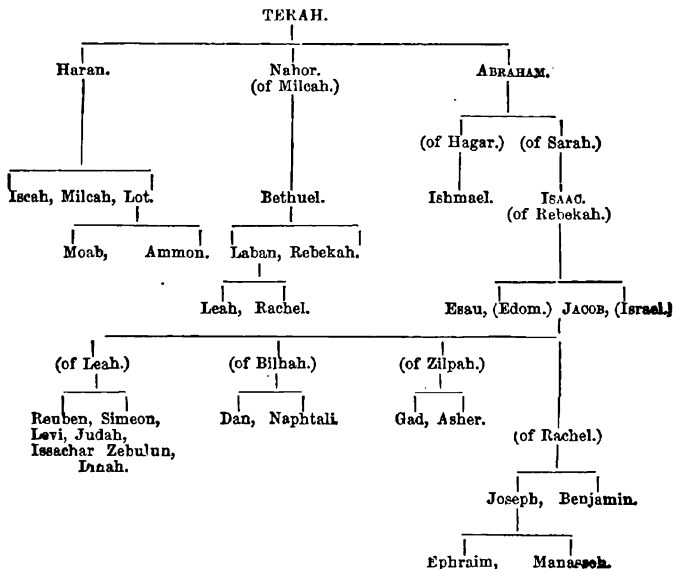 TERAH.
Haran. Nahor. ABRAHAM.
(of Milcah.)
(of Hagar.) (of Sarah.)
Iscah, Milcah, Lot. Bethuel. Ishmael. ISAAC.
(of Rebekah.)
Moab, Ammon. Laban, Rebekah.
Leah, Rachel. Esau, (Edom.) JACOB, (Israel.)
(of Leah.) (of Bilhah.) (of Zilpah.)
Reuben, Simeon, Dan, Naphtali. Gad, Asher.
Levi, Judah, (of Rachel.)
Issachar Zebulun,
Dinah.
Joseph, Benjamin.
Ephraim, Manasseh.